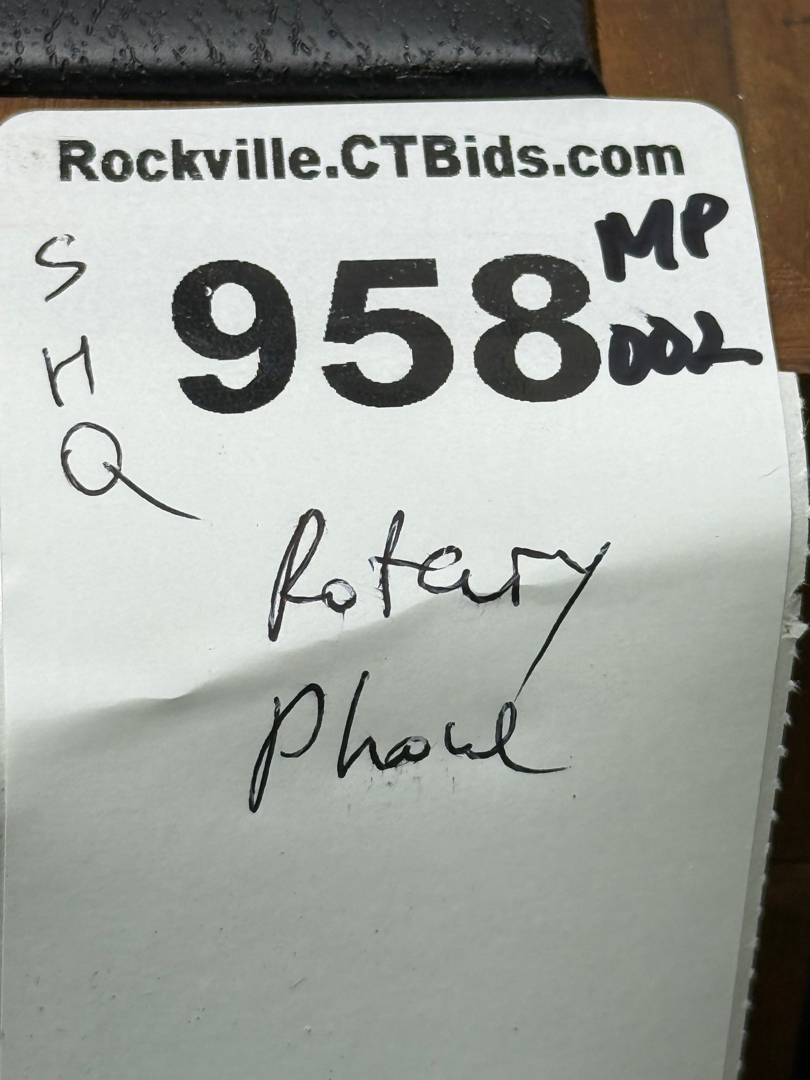 Rockville.CTBids.com
958
MP
002
S
H
Q
Rotary
Phone